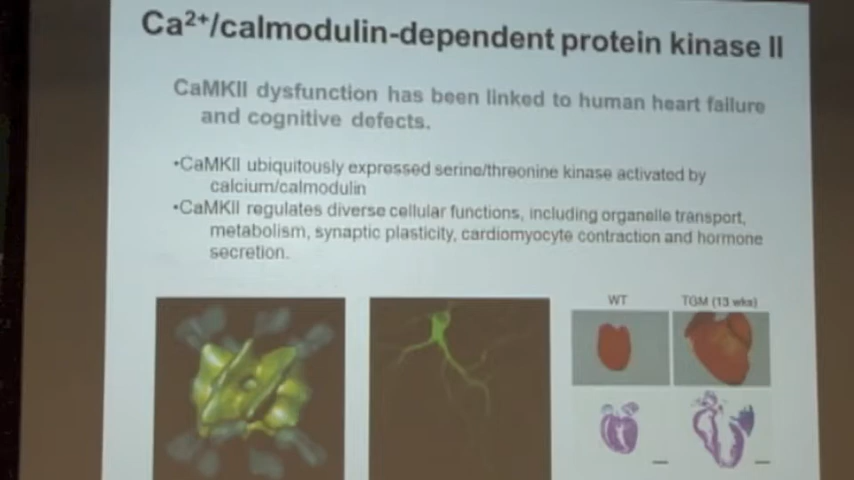 Ca²⁺/calmodulin-dependent protein kinase II
CaMKII dysfunction has been linked to human heart failure
and cognitive defects.
•CaMKII ubiquitously expressed serine/threonine kinase activated by
calcium/calmodulin
•CaMKII regulates diverse cellular functions, including organelle transport,
metabolism, synaptic plasticity, cardiomyocyte contraction and hormone
secretion.
WT TGM (13 wks)